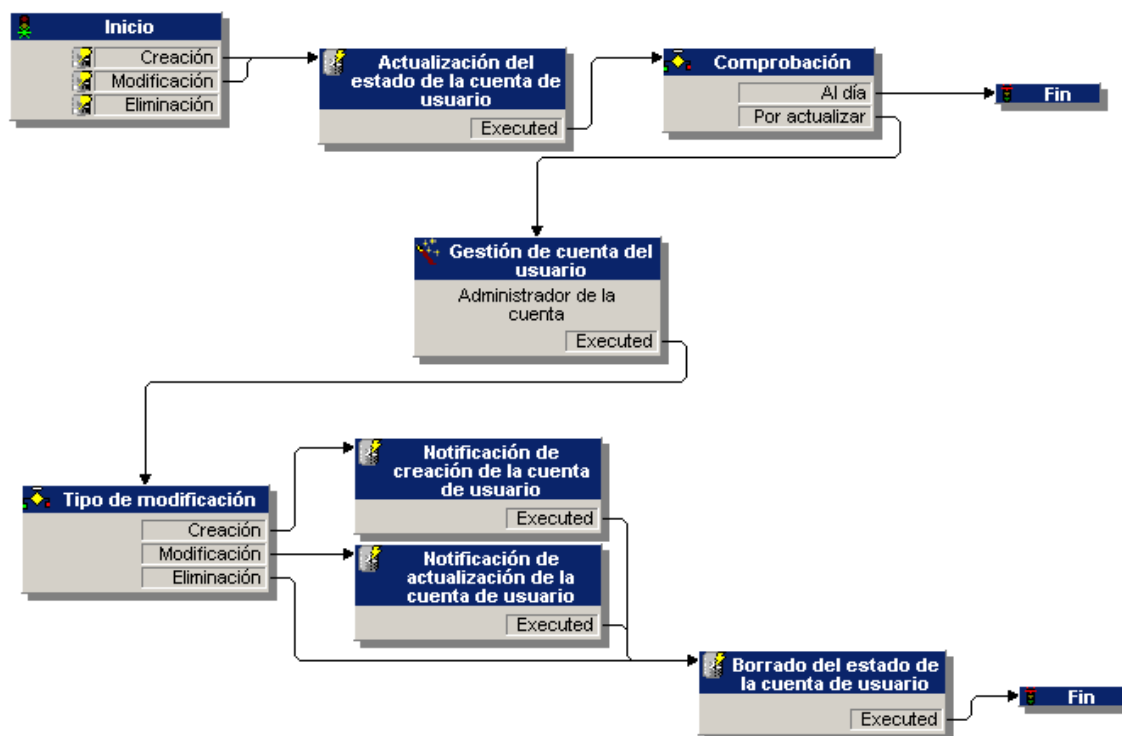 Inicio
Creación
Modificación
Eliminación
Actualización del
estado de la cuenta de
usuario
Executed
Comprobación
Al día
Por actualizar
Fin
Gestión de cuenta del
usuario
Administrador de la
cuenta
Executed
Tipo de modificación
Creación
Modificación
Eliminación
Notificación de
creación de la cuenta
de usuario
Executed
Notificación de
actualización de la
cuenta de usuario
Executed
Borrado del estado de
la cuenta de usuario
Executed
Fin